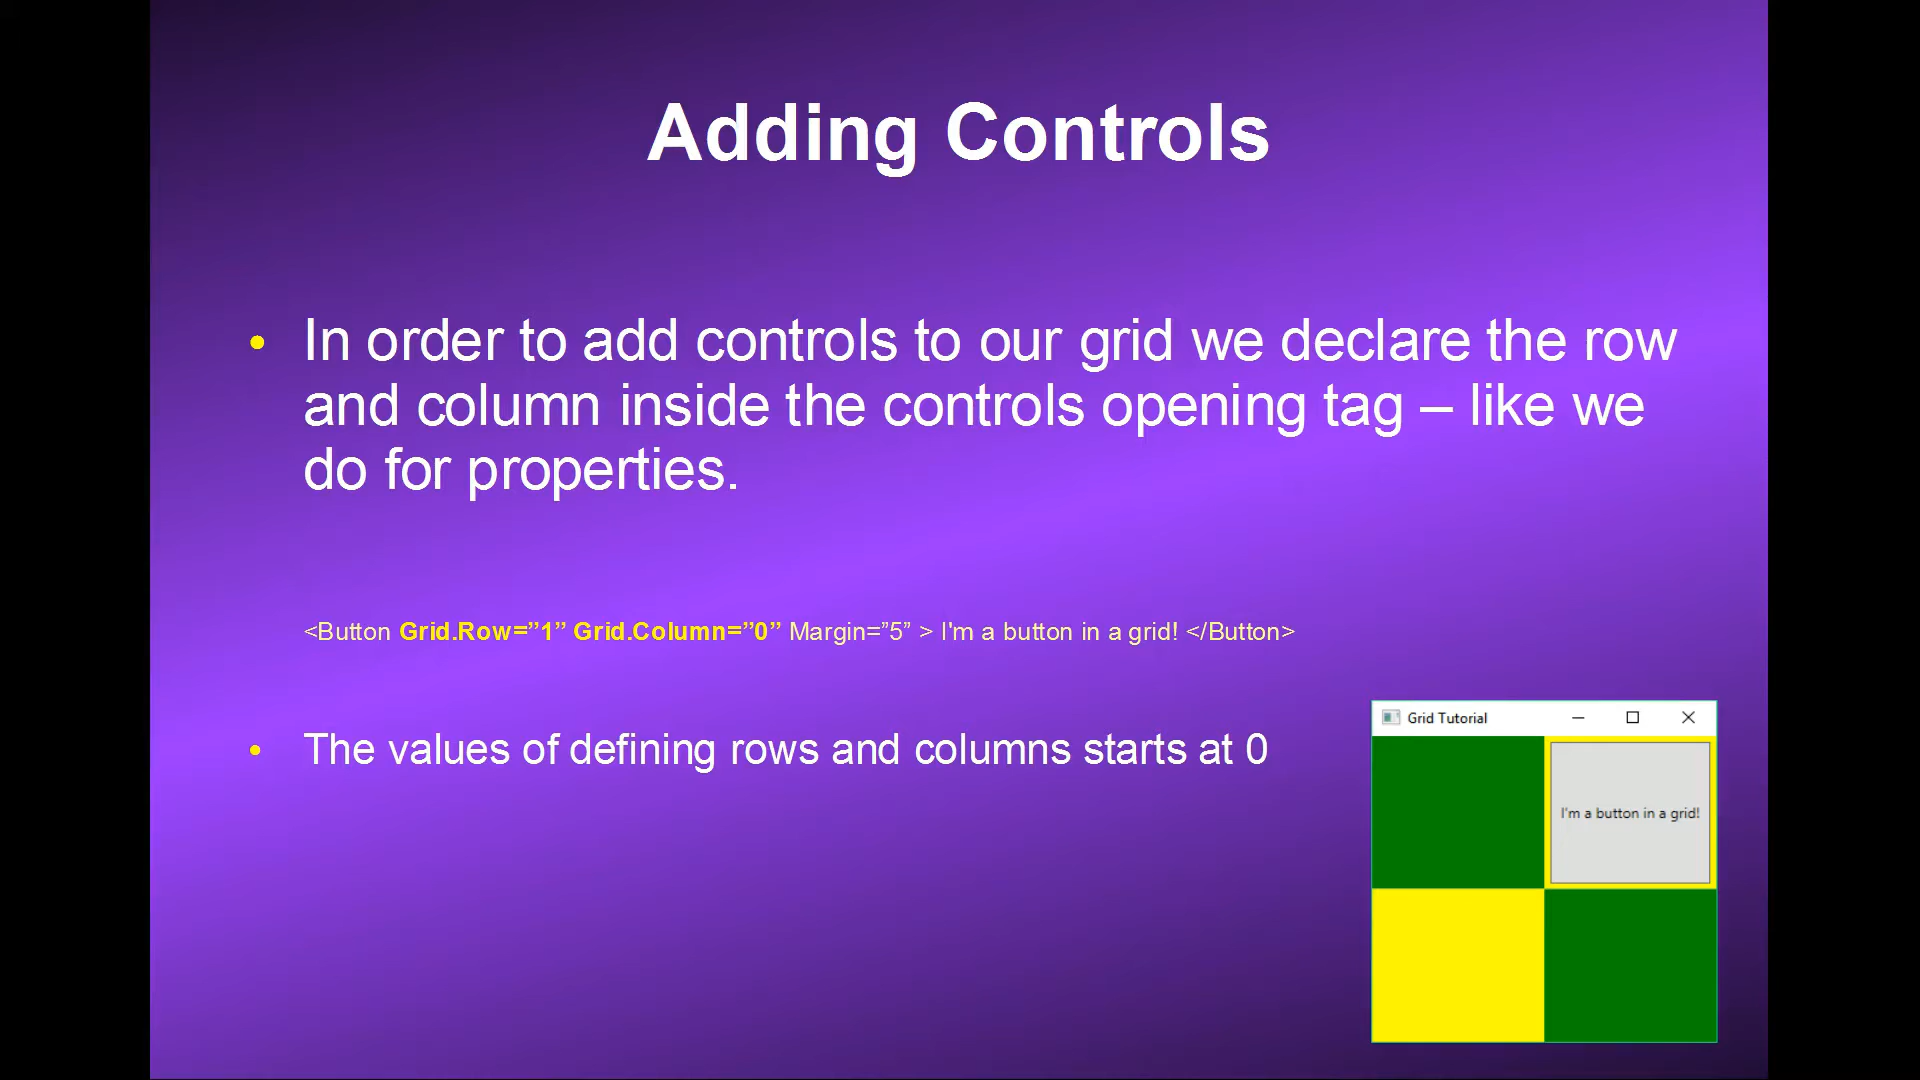 Adding Controls
• In order to add controls to our grid we declare the row
and column inside the controls opening tag – like we
do for properties.
<Button Grid.Row=”1” Grid.Column=”0” Margin=”5” > I'm a button in a grid! </Button>
• The values of defining rows and columns starts at 0
Grid Tutorial
I'm a button in a grid!